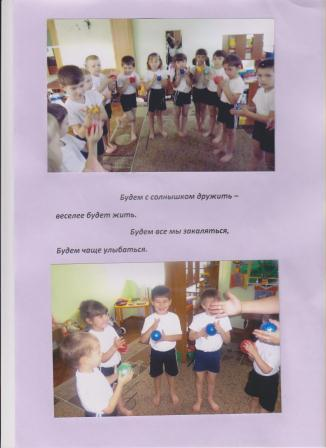 Будем с солнышком дружить –
веселее будет жить.
Будем все мы закаляться,
Будем чаще улыбаться.